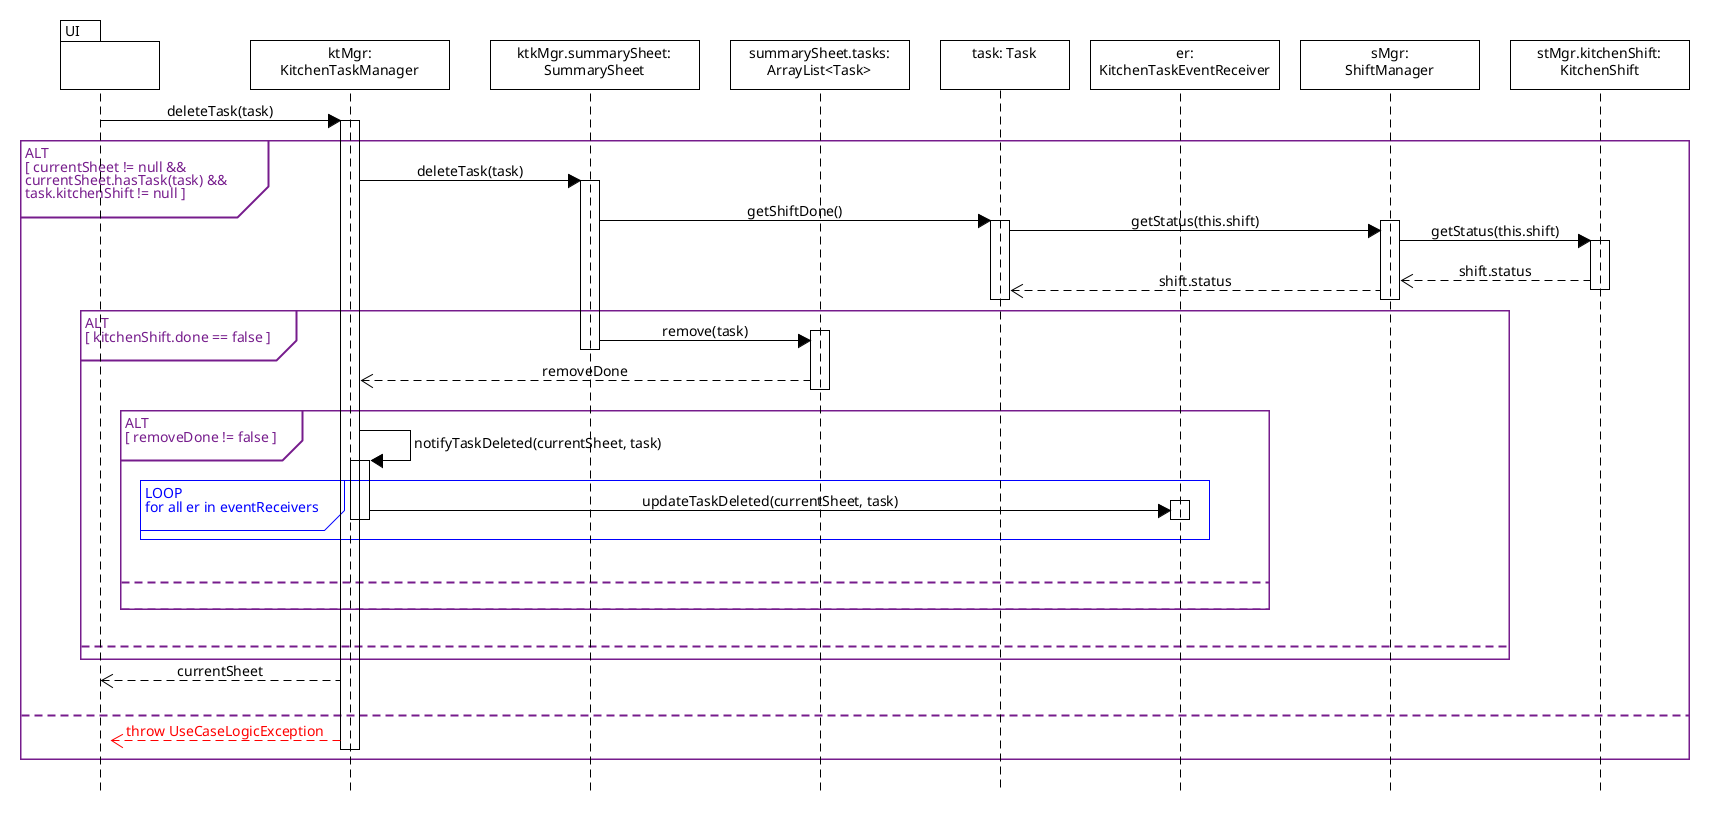 UI
ktMgr:
KitchenTaskManager
ktkMgr.summarySheet:
SummarySheet
summarySheet.tasks:
ArrayList<Task>
task: Task
er:
KitchenTaskEventReceiver
sMgr:
ShiftManager
stMgr.kitchenShift:
KitchenShift
deleteTask(task)
ALT
[ currentSheet != null &&
currentSheet.hasTask(task) &&
task.kitchenShift != null ]
deleteTask(task)
getShiftDone()
getStatus(this.shift)
getStatus(this.shift)
shift.status
shift.status
ALT
[ kitchenShift.done == false ]
remove(task)
removeDone
ALT
[ removeDone != false ]
notifyTaskDeleted(currentSheet, task)
LOOP
for all er in eventReceivers
updateTaskDeleted(currentSheet, task)
currentSheet
throw UseCaseLogicException